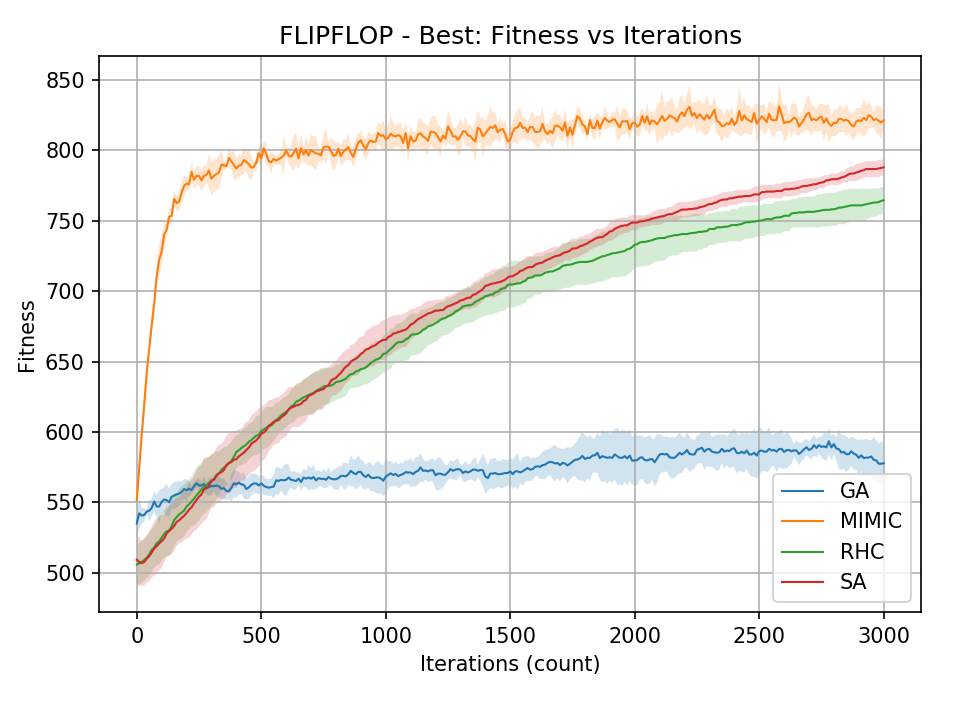 FLIPFLOP - Best: Fitness vs Iterations
850
800
750
700
650
600
550
500
Fitness
0 500 1000 1500 2000 2500 3000
Iterations (count)
GA
MIMIC
RHC
SA